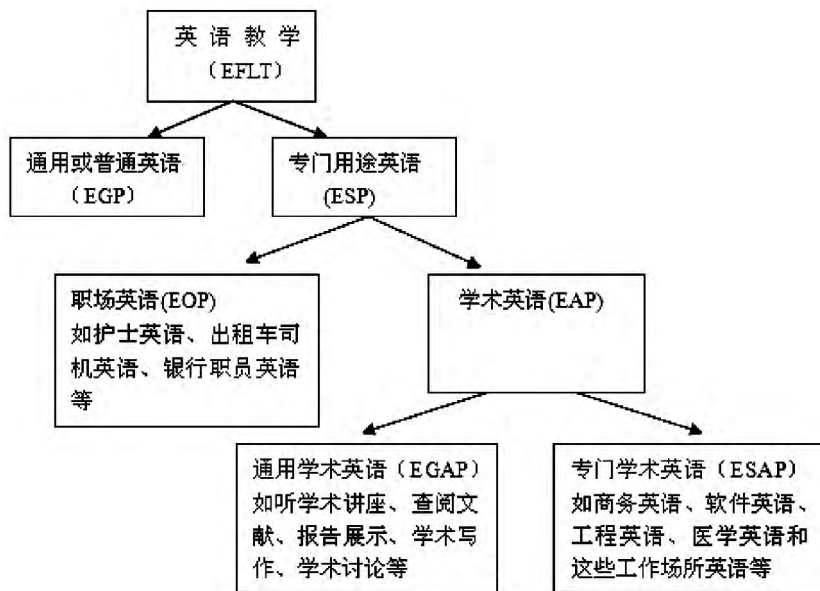 英 语 教 学
（EFLT）
通用或普通英语
（EGP）
专门用途英语
(ESP)
职场英语(EOP)
如护士英语、出租车司
机英语、银行职员英语
等
学术英语(EAP)
通用学术英语（EGAP）
如听学术讲座、查阅文
献、报告展示、学术写
作、学术讨论等
专门学术英语（ESAP）
如商务英语、软件英语、
工程英语、医学英语和
这些工作场所英语等